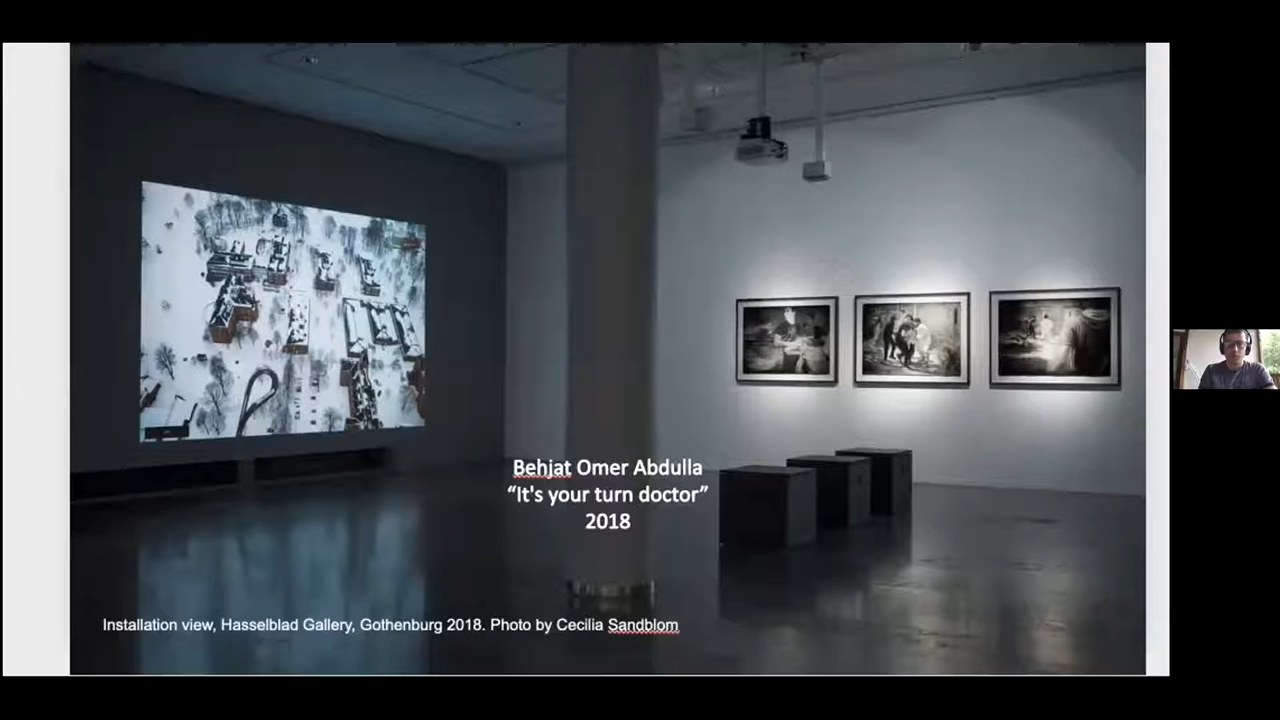 Behjat Omer Abdulla
“It's your turn doctor”
2018
Installation view, Hasselblad Gallery, Gothenburg 2018. Photo by Cecilia Sandblom